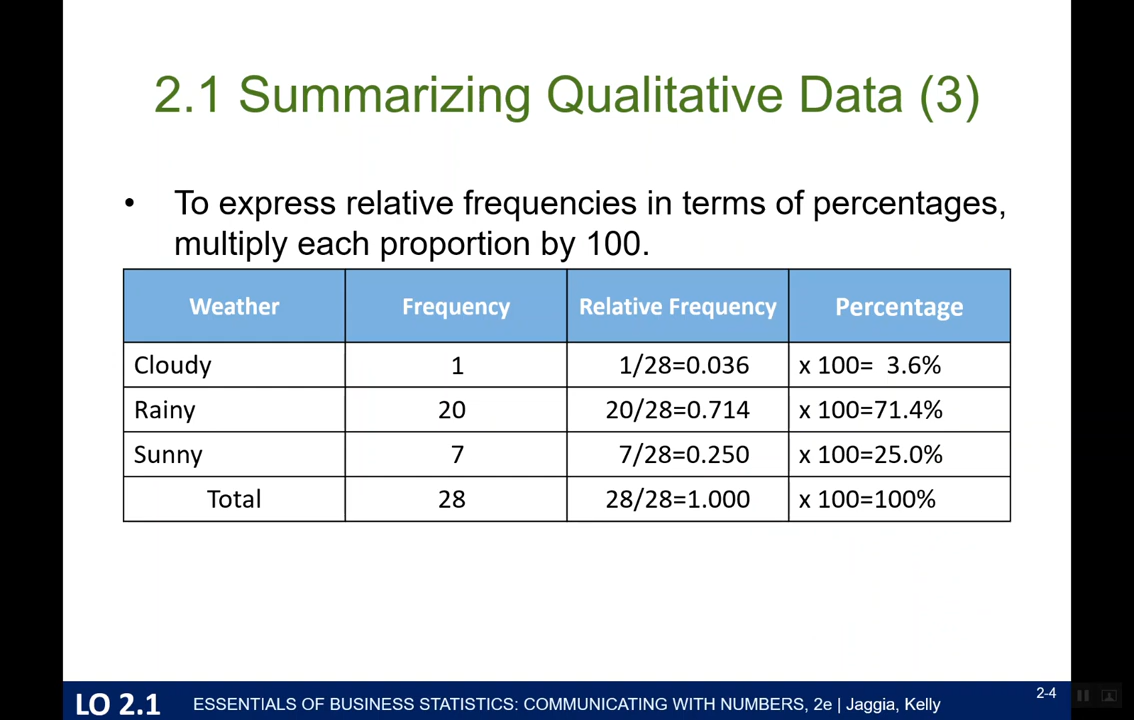 2.1 Summarizing Qualitative Data (3)
• To express relative frequencies in terms of percentages,
multiply each proportion by 100.
Weather Frequency Relative Frequency Percentage
Cloudy 1 1/28=0.036 x 100= 3.6%
Rainy 20 20/28=0.714 x 100=71.4%
Sunny 7 7/28=0.250 x 100=25.0%
Total 28 28/28=1.000 x 100=100%
2-4
LO 2.1 ESSENTIALS OF BUSINESS STATISTICS: COMMUNICATING WITH NUMBERS, 2e | Jaggia, Kelly